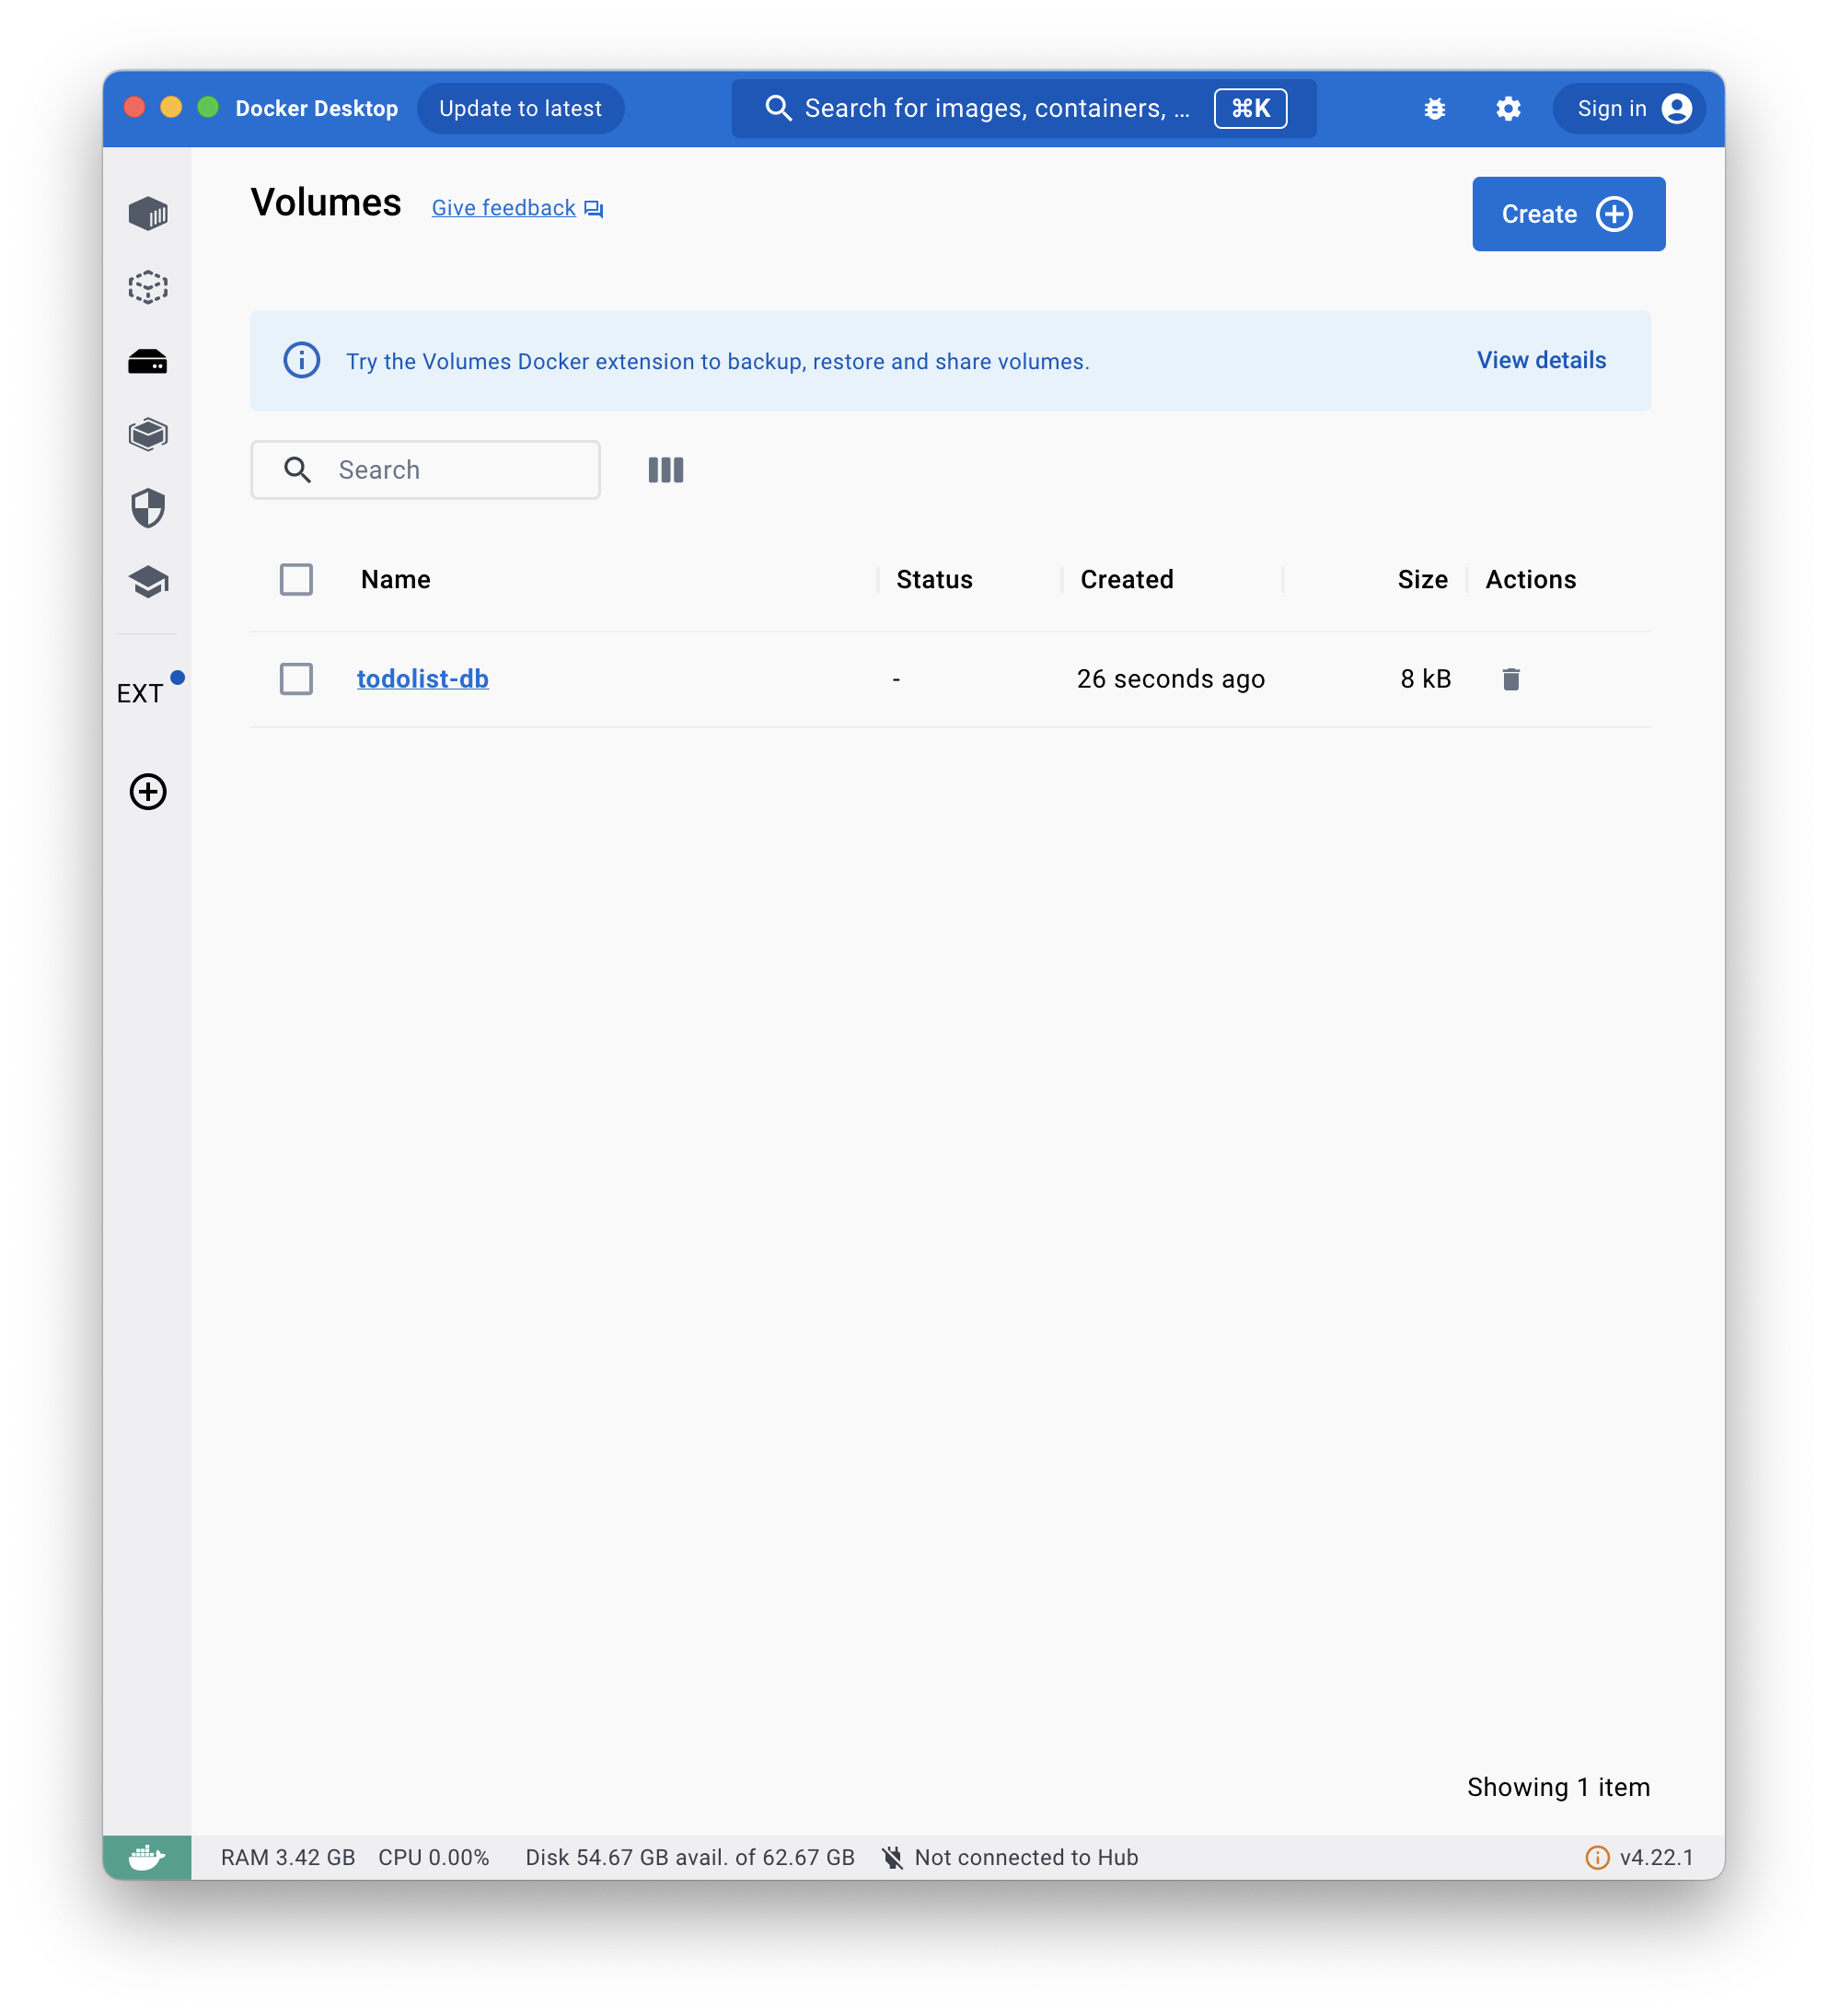 Docker Desktop Update to latest Search for images, containers, ... ⌘K Sign in
Volumes Give feedback Create
Try the Volumes Docker extension to backup, restore and share volumes. View details
Search
Name Status Created Size Actions
todolist-db - 26 seconds ago 8 kB
EXT
Showing 1 item
RAM 3.42 GB CPU 0.00% Disk 54.67 GB avail. of 62.67 GB Not connected to Hub v4.22.1